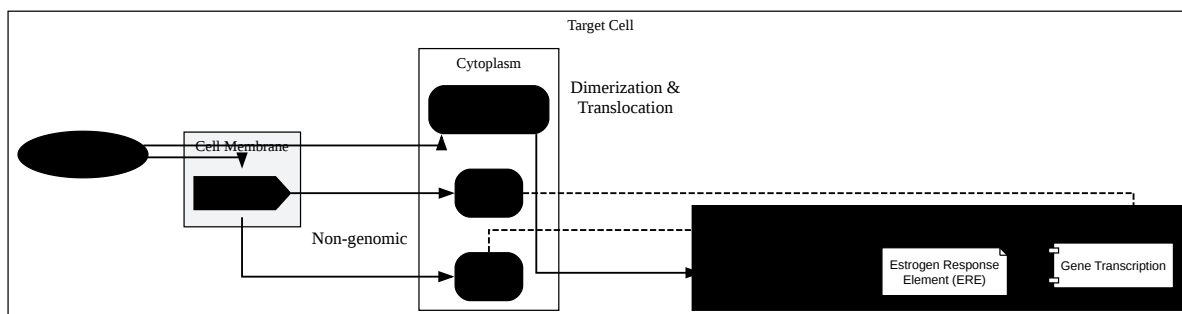 Target Cell
Cytoplasm
Dimerization &
Translocation
Cell Membrane
Non-genomic
Estrogen Response
Element (ERE)
Gene Transcription